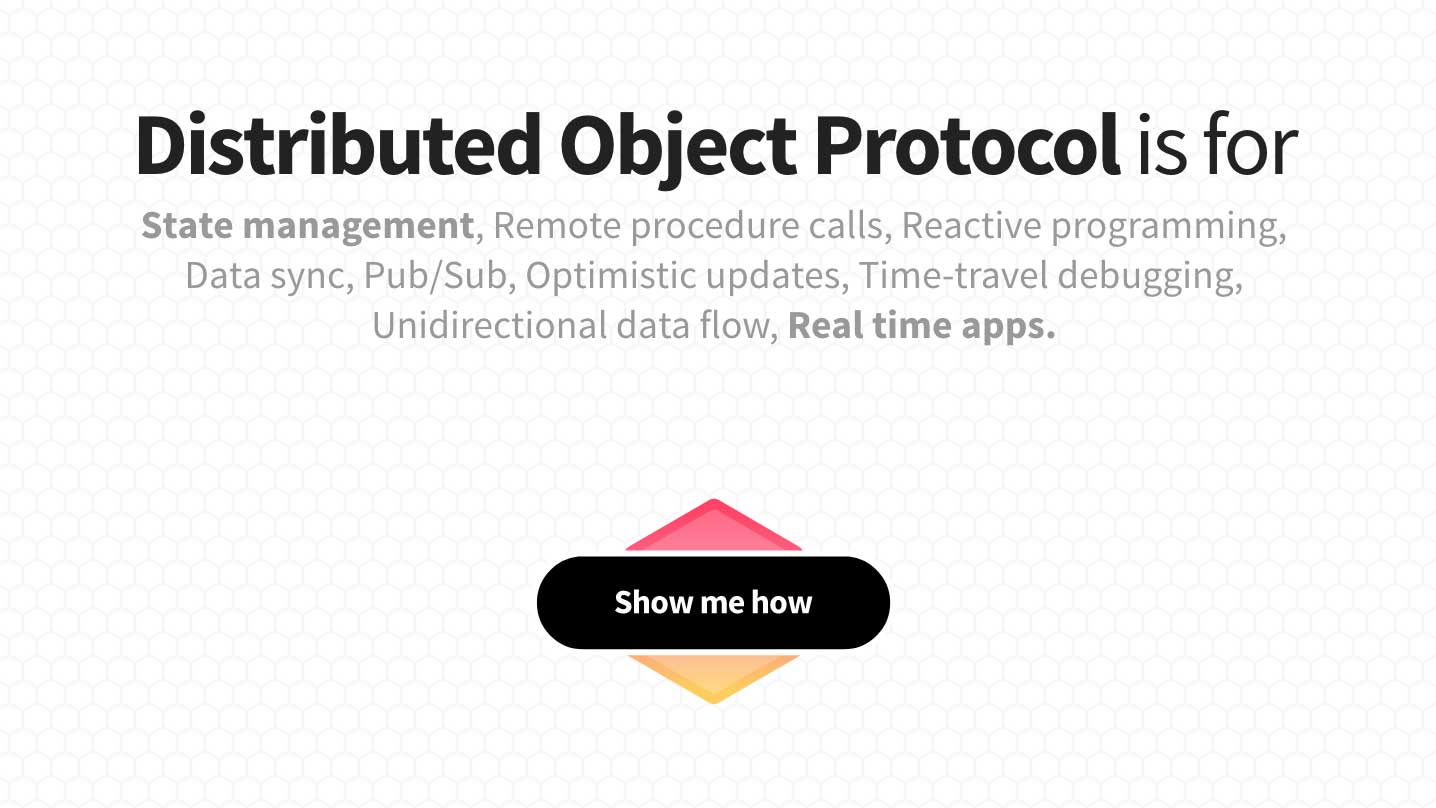 Distributed Object Protocol is for
State management, Remote procedure calls, Reactive programming,
Data sync, Pub/Sub, Optimistic updates, Time-travel debugging,
Unidirectional data flow, Real time apps.
Show me how